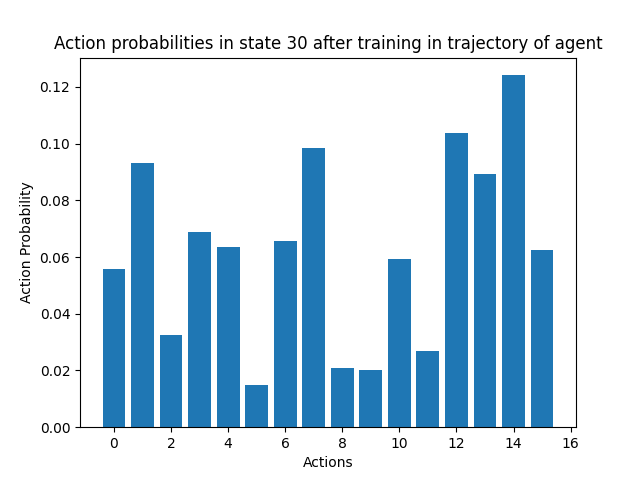 Action probabilities in state 30 after training in trajectory of agent
0.12
0.10
0.08
0.06
0.04
0.02
0.00
Action Probability
0 2 4 6 8 10 12 14 16
Actions